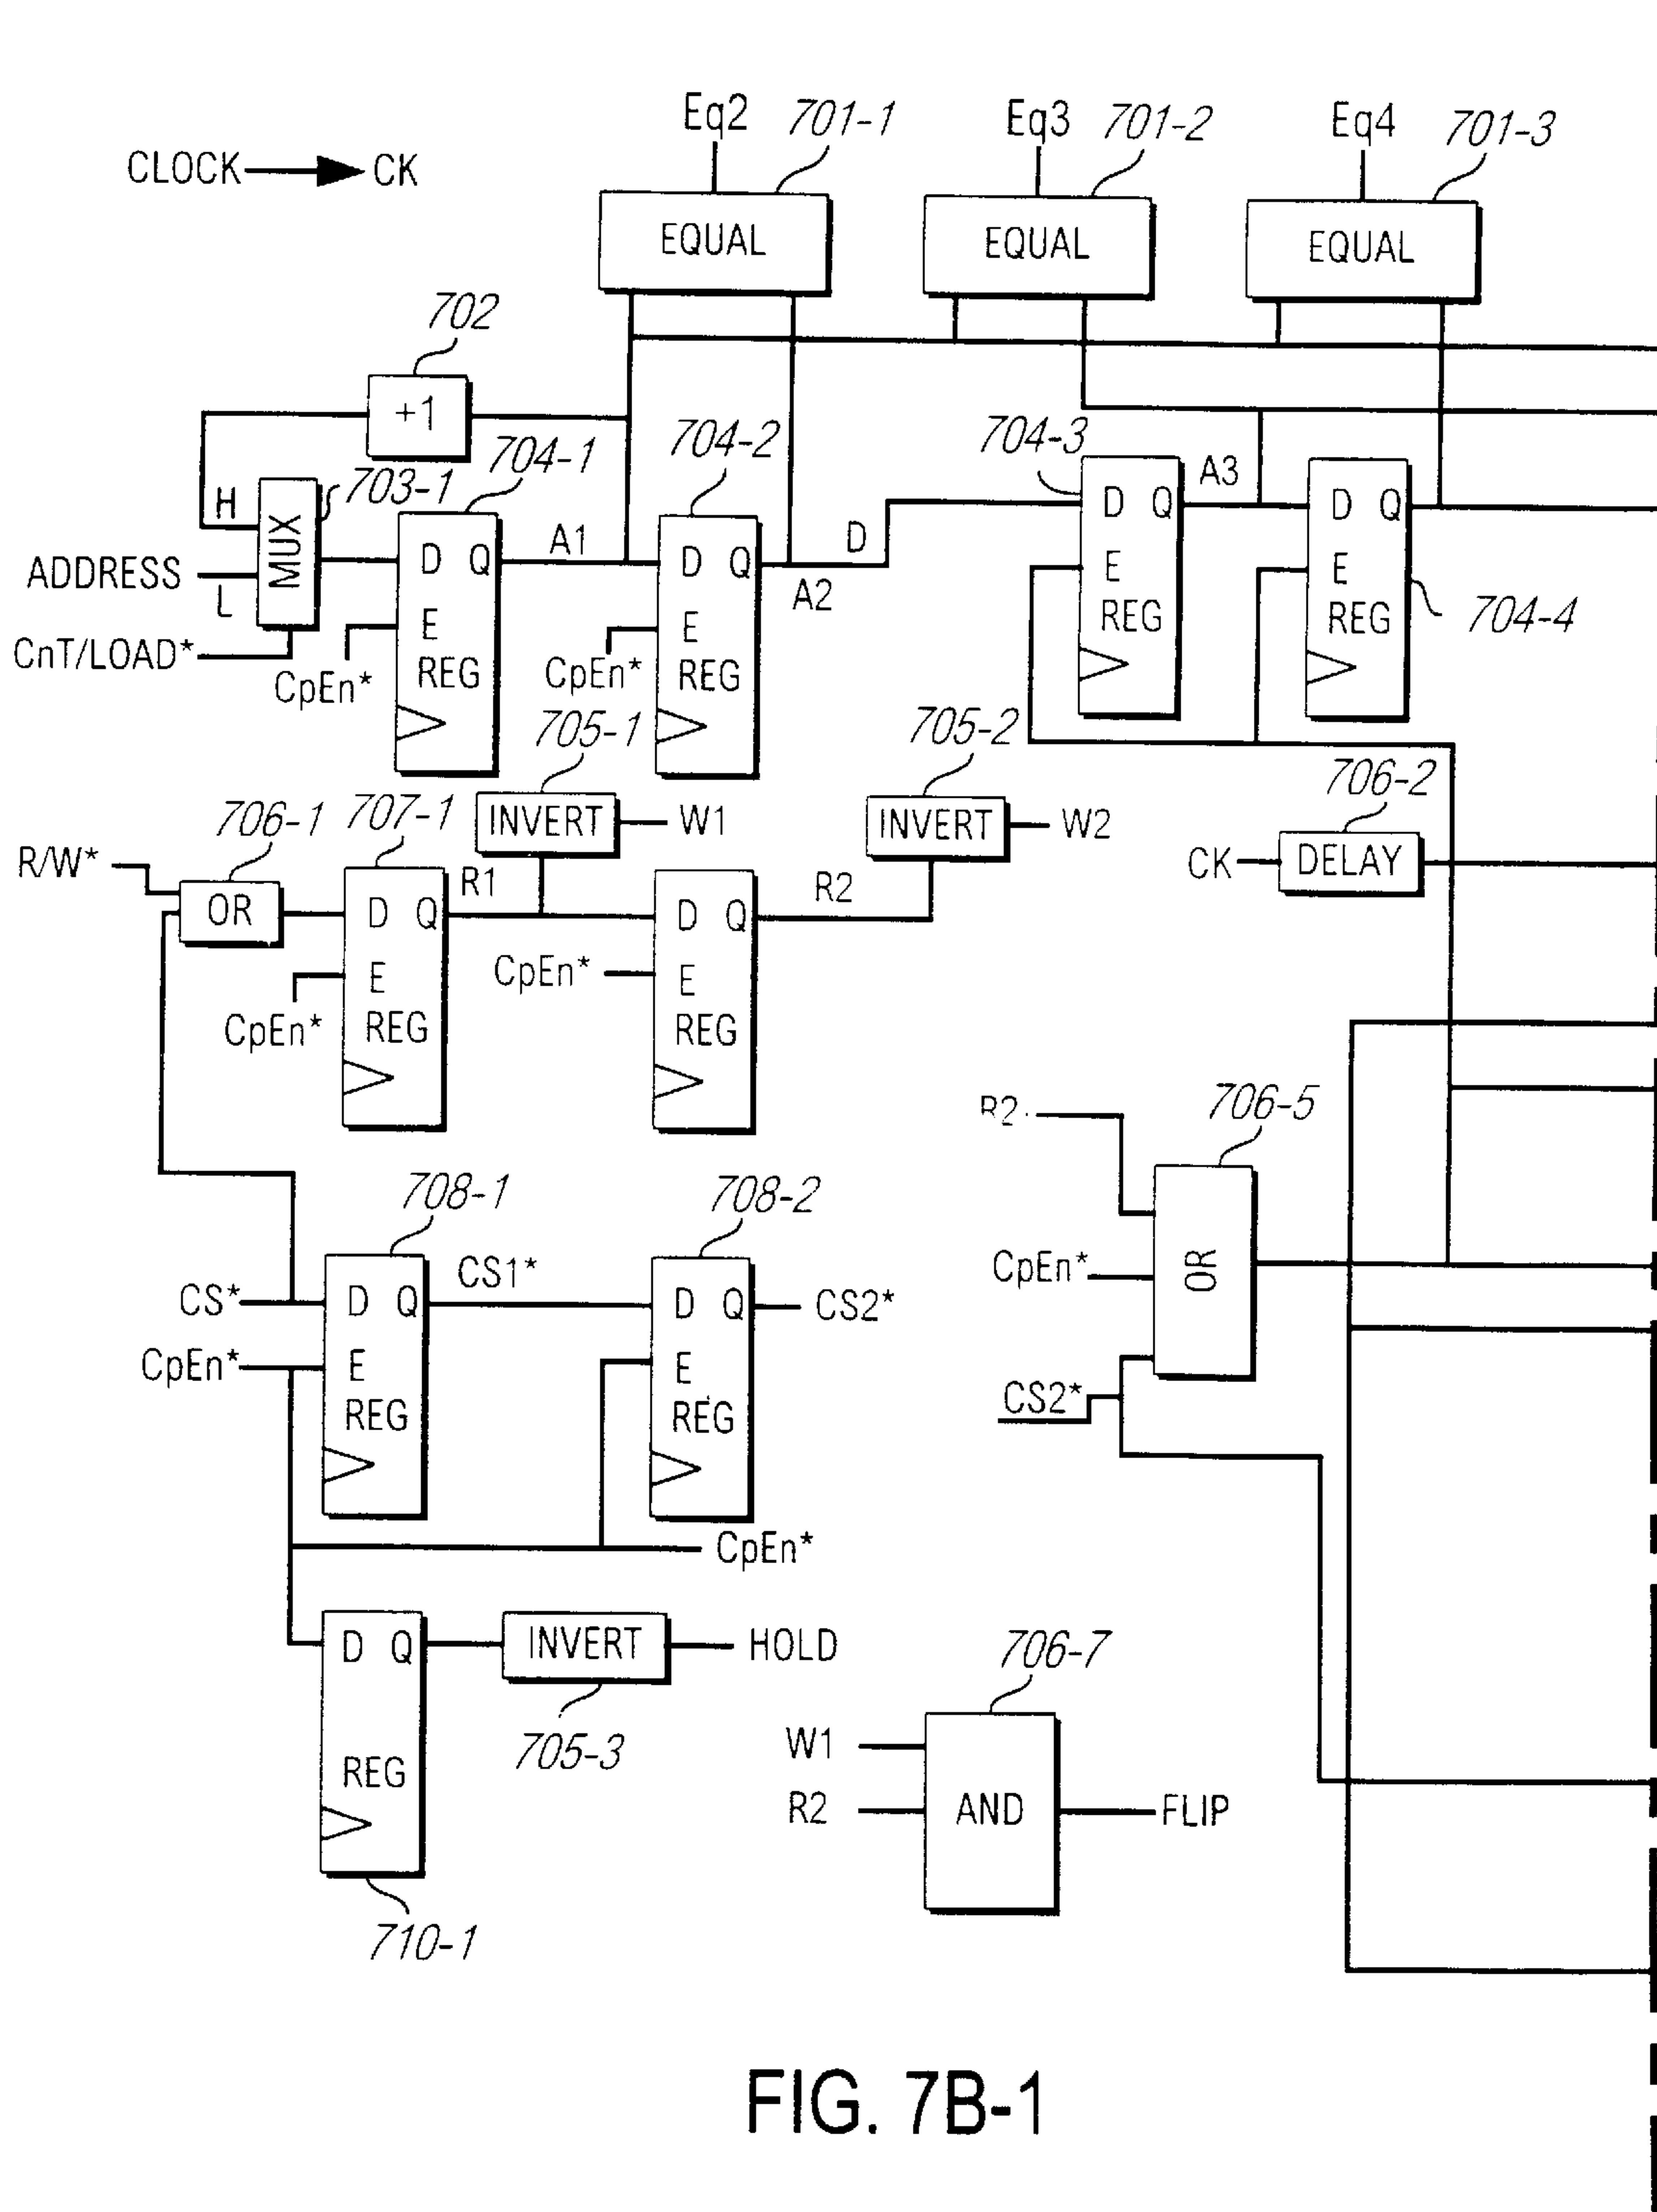 Eq2 701-1 Eq3 701-2 Eq4 701-3
CLOCK CK
EQUAL EQUAL EQUAL
702
+1
704-1 704-2 704-3
703-1
H
MUX
ADDRESS
L
CnT/LOAD*
D Q A1 D Q D A2 D Q A3 D Q
E E E E
REG REG REG REG
704-4
CpEn* CpEn*
705-1 705-2
706-2
706-1 707-1
INVERT W1 INVERT W2
R/W*
CK DELAY
OR D Q R1 D Q R2
E CpEn* E
CpEn* REG REG
R2
706-5
708-1 708-2
CS* D Q CS1* D Q CS2*
CpEn* OR
CpEn* E E
REG REG
CS2*
CpEn*
D Q INVERT HOLD
706-7
705-3
W1
REG
R2 AND FLIP
710-1
FIG. 7B-1